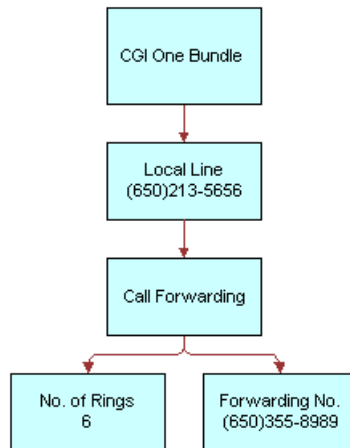 CGI One Bundle
Local Line
(650)213-5656
Call Forwarding
No. of Rings
6
Forwarding No.
(650)355-8989